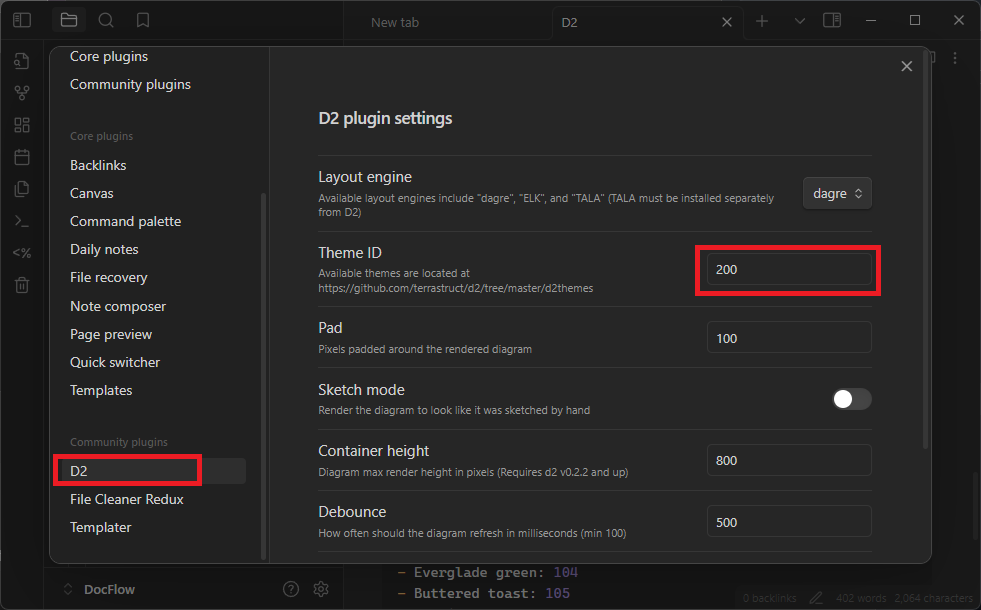 New tab
D2
Core plugins
Community plugins
Core plugins
Backlinks
Canvas
Command palette
Daily notes
File recovery
Note composer
Page preview
Quick switcher
Templates
Community plugins
D2
File Cleaner Redux
Templater
DocFlow
D2 plugin settings
Layout engine
Available layout engines include "dagre", "ELK", and "TALA" (TALA must be installed separately
from D2)
dagre
Theme ID
Available themes are located at
https://github.com/terrastruct/d2/tree/master/d2themes
200
Pad
Pixels padded around the rendered diagram
100
Sketch mode
Render the diagram to look like it was sketched by hand
Container height
Diagram max render height in pixels (Requires d2 v0.2.2 and up)
800
Debounce
How often should the diagram refresh in milliseconds (min 100)
500
– Everglade green: 104
– Buttered toast: 105
0 backlinks 402 words 2,064 characters